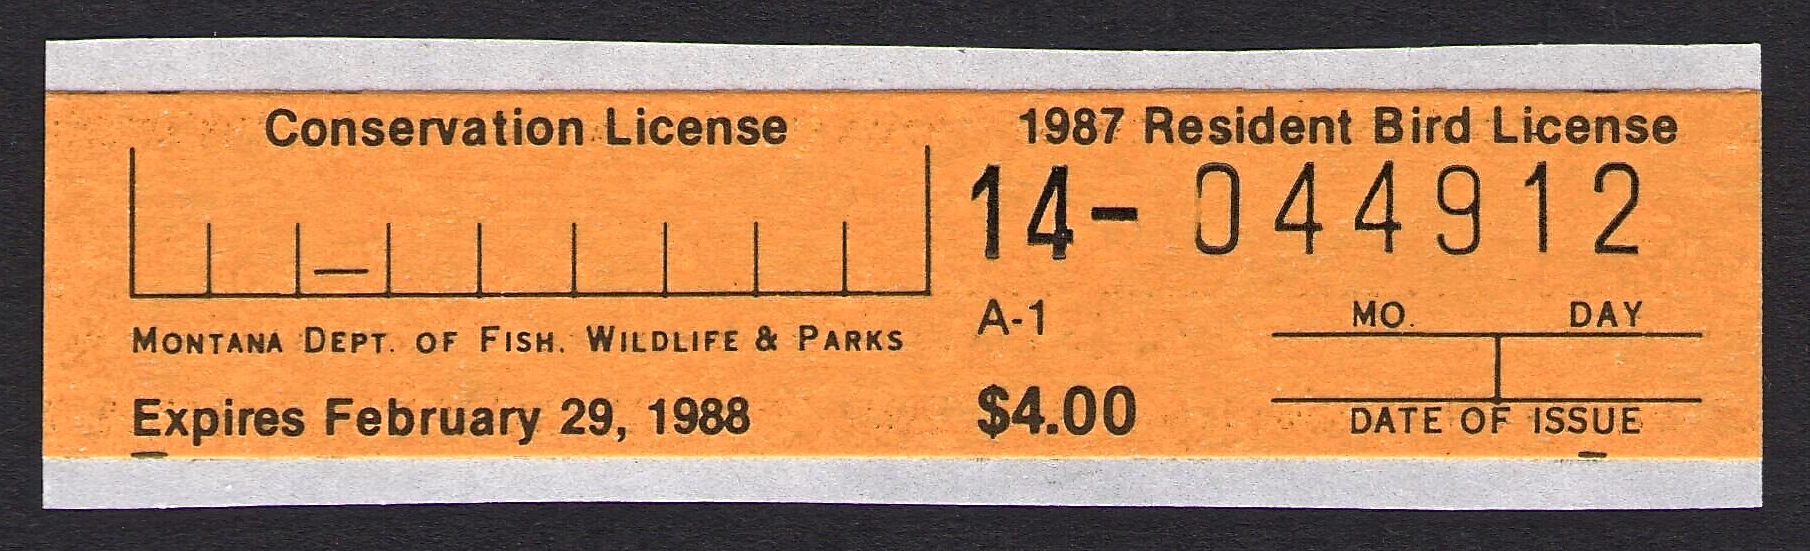 Conservation License
MONTANA DEPT. OF FISH, WILDLIFE & PARKS
Expires February 29, 1988
1987 Resident Bird License
14- 044912
A-1
$4.00
MO. DAY
DATE OF ISSUE